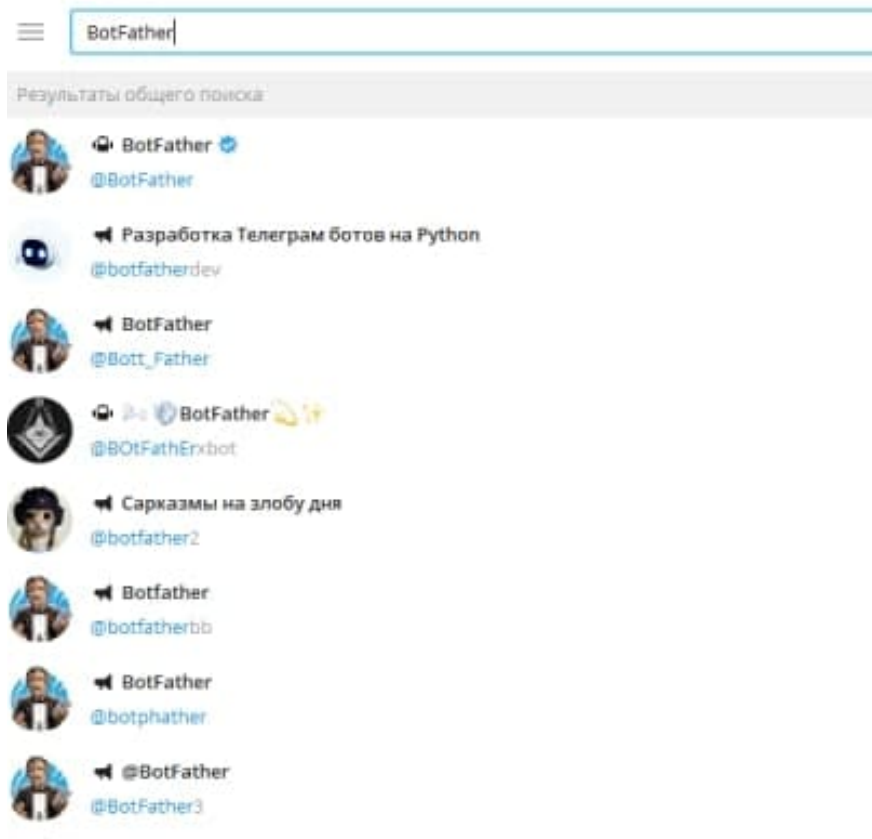 BotFather
Результаты общего поиска
BotFather
@BotFather
Разработка Телеграм ботов на Python
@botfatherdev
BotFather
@Bott_Father
BotFather
@BOtFathErxbot
Сарказмы на злобу дня
@botfather2
Botfather
@botfatherbb
BotFather
@botphather
@BotFather
@BotFather3